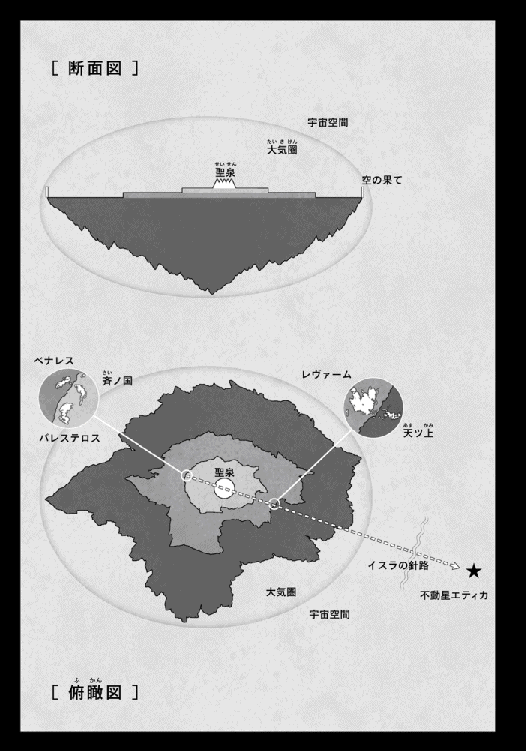 [ 断面図 ]
宇宙空間
たいきけん
大気圏
せいせん
聖泉
空の果て
ベナレス
さい
斉ノ国
バレステロス
レヴァーム
あま かみ
天ツ上
聖泉
イスラの針路
不動星エティカ
大気圏
宇宙空間
ふ かん
[ 俯瞰図 ]